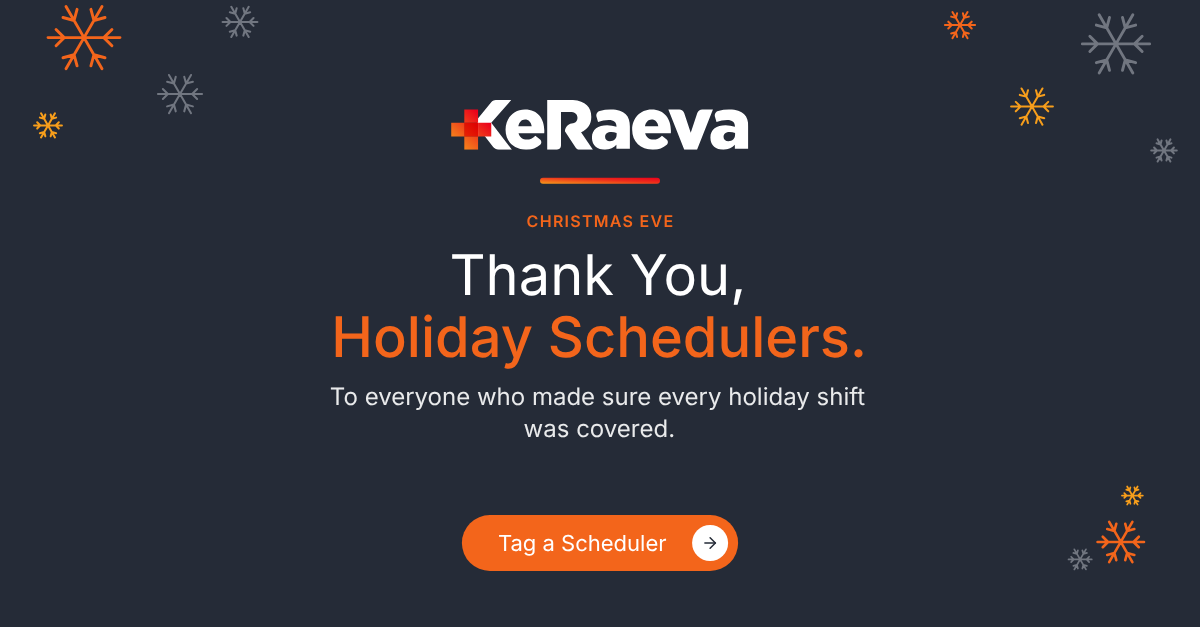 KeRaeva
CHRISTMAS EVE
Thank You,
Holiday Schedulers.
To everyone who made sure every holiday shift
was covered.
Tag a Scheduler